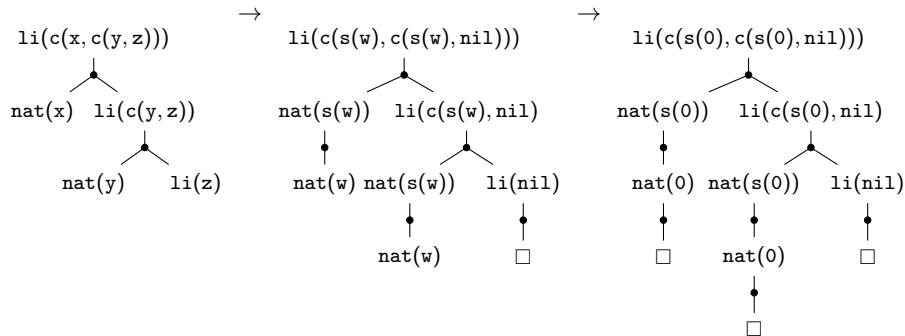 → →
li(c(x,c(y,z))) li(c(s(w),c(s(w),nil))) li(c(s(0),c(s(0),nil)))
nat(x) li(c(y,z)) nat(s(w)) li(c(s(w),nil) nat(s(0)) li(c(s(0),nil)
nat(y) li(z) nat(w) nat(s(w)) li(nil) nat(0) nat(s(0)) li(nil)
nat(w) □ □ nat(0) □
□